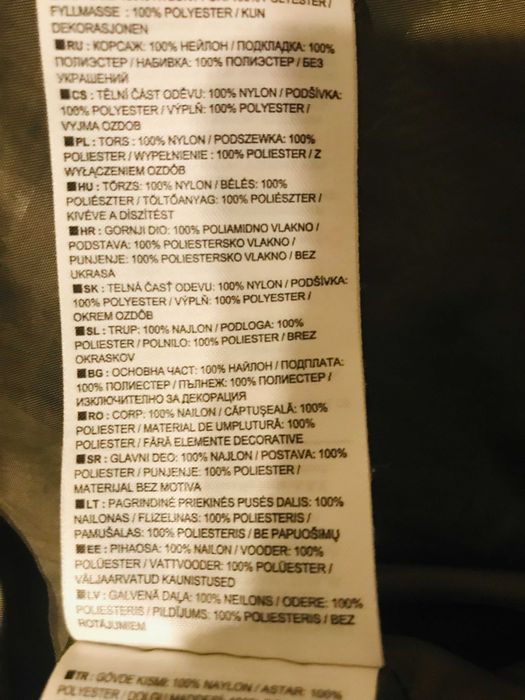 FYLLMASSE : 100% POLYESTER / KUN
DEKORASJONEN
■RU : КОРСАЖ: 100% НЕЙЛОН / ПОДКЛАДКА: 100%
ПОЛИЭСТЕР / НАБИВКА: 100% ПОЛИЭСТЕР / БЕЗ
УКРАШЕНИЙ
■CS : TĚLNÍ ČÁST ODĚVU: 100% NYLON / PODŠÍVKA:
100% POLYESTER / VÝPLŇ: 100% POLYESTER /
VYJMA OZDOB
■PL : TORS : 100% NYLON / PODSZEWKA: 100%
POLIESTER / WYPEŁNIENIE : 100% POLIESTER / Z
WYŁĄCZENIEM OZDÓB
■HU : TÖRZS: 100% NYLON / BÉLÉS: 100%
POLIÉSZTER / TÖLTŐANYAG: 100% POLIÉSZTER /
KIVÉVE A DÍSZÍTÉST
■HR : GORNJI DIO: 100% POLIAMIDNO VLAKNO /
PODSTAVA: 100% POLIESTERSKO VLAKNO /
PUNJENJE: 100% POLIESTERSKO VLAKNO / BEZ
UKRASA
■SK : TELNÁ ČASŤ ODEVU: 100% NYLON / PODŠÍVKA:
100% POLYESTER / VÝPLŇ: 100% POLYESTER /
OKREM OZDÔB
■SL : TRUP: 100% NAJLON / PODLOGA: 100%
POLIESTER / POLNILO: 100% POLIESTER / BREZ
OKRASKOV
■BG : ОСНОВНА ЧАСТ: 100% НАЙЛОН / ПОДПЛАТА:
100% ПОЛИЕСТЕР / ПЪЛНЕЖ: 100% ПОЛИЕСТЕР /
ИЗКЛЮЧИТЕЛНО ЗА ДЕКОРАЦИЯ
■RO : CORP: 100% NAILON / CĂPTUŞEALĂ: 100%
POLIESTER / MATERIAL DE UMPLUTURĂ: 100%
POLIESTER / FĂRĂ ELEMENTE DECORATIVE
■SR : GLAVNI DEO: 100% NAJLON / POSTAVA: 100%
POLIESTER / PUNJENJE: 100% POLIESTER /
MATERIJAL BEZ MOTIVA
■LT : PAGRINDINĖ PRIEKINĖS PUSĖS DALIS: 100%
NAILONAS / FLIZELINAS: 100% POLIESTERIS /
PAMUŠALAS: 100% POLIESTERIS / BE PAPUOŠIMŲ
■EE : PIHAOSA: 100% NAILON / VOODER: 100%
POLÜESTER / VATTVOODER: 100% POLÜESTER /
VÄLJAARVATUD KAUNISTUSED
■LV : GALVENĀ DAĻA: 100% NEILONS / ODERE: 100%
POLIESTERIS / PILDĪJUMS: 100% POLIESTERIS / BEZ
ROTĀJUMIEM
■TR : GÖVDE KISMI: 100% NAYLON / ASTAR: 100%